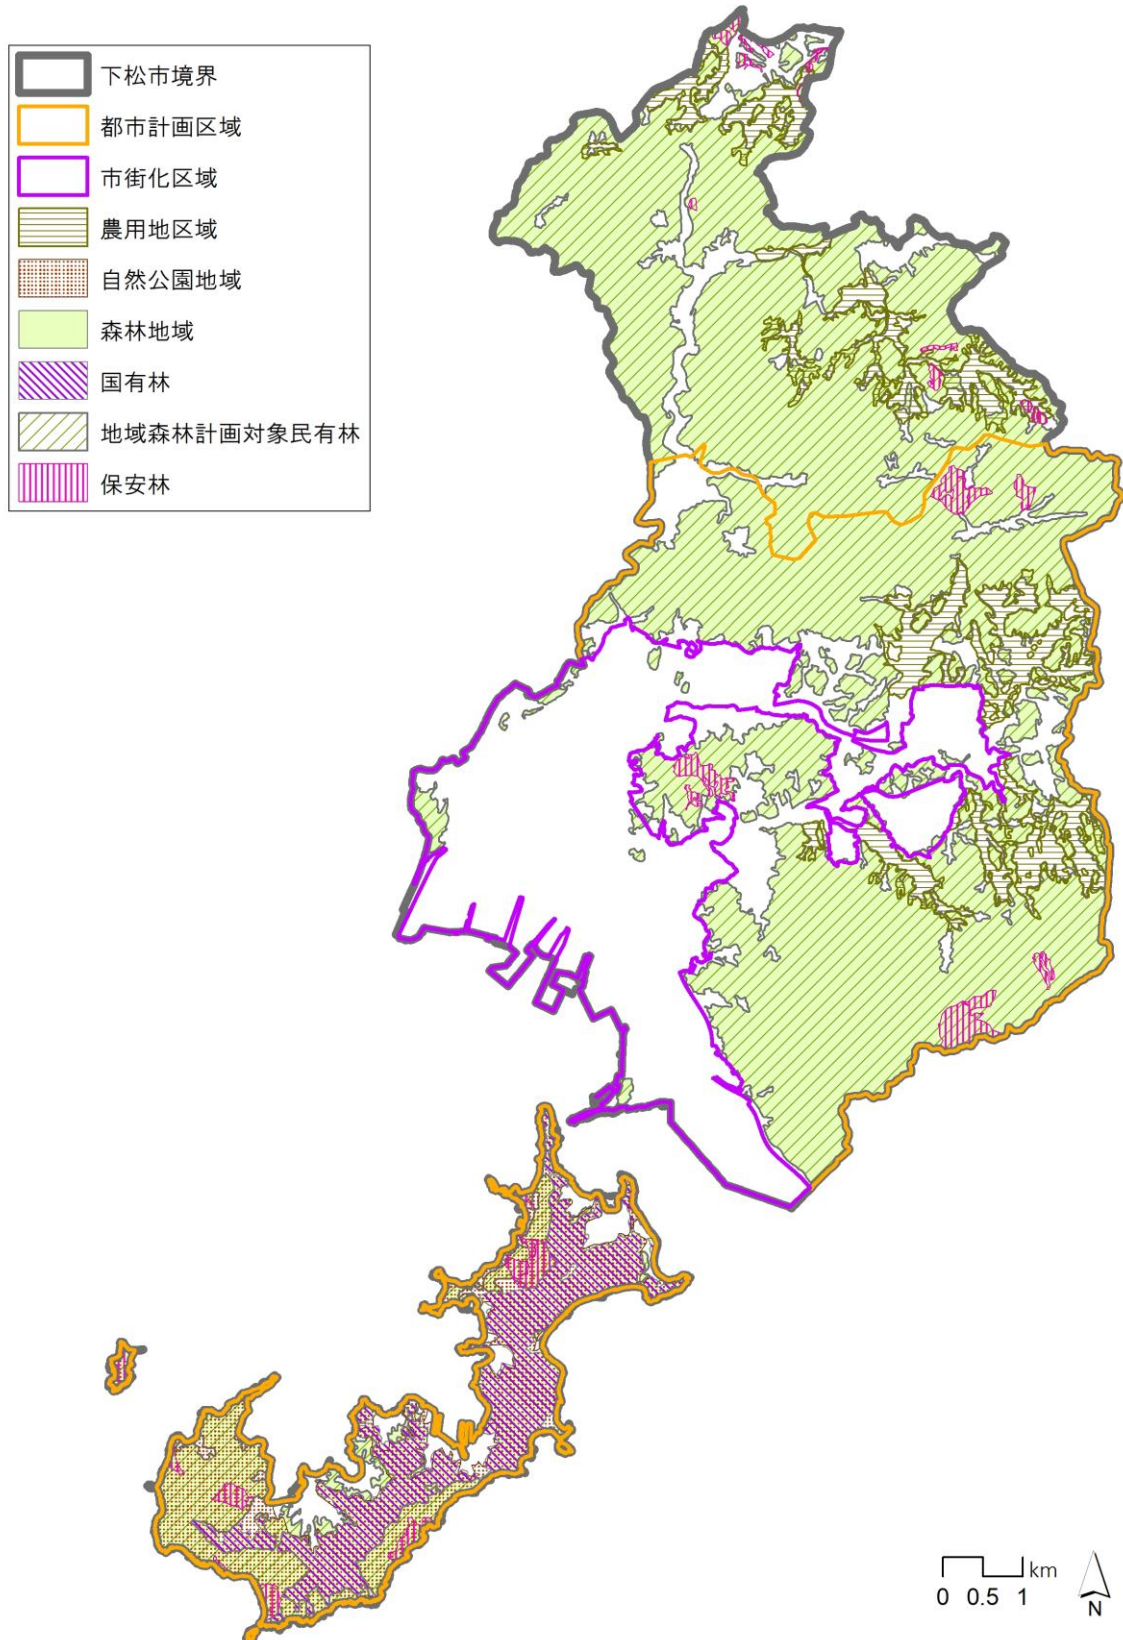 下松市境界
都市計画区域
市街化区域
農用地区域
自然公園地域
森林地域
国有林
地域森林計画対象民有林
保安林
km
0 0.5 1
N